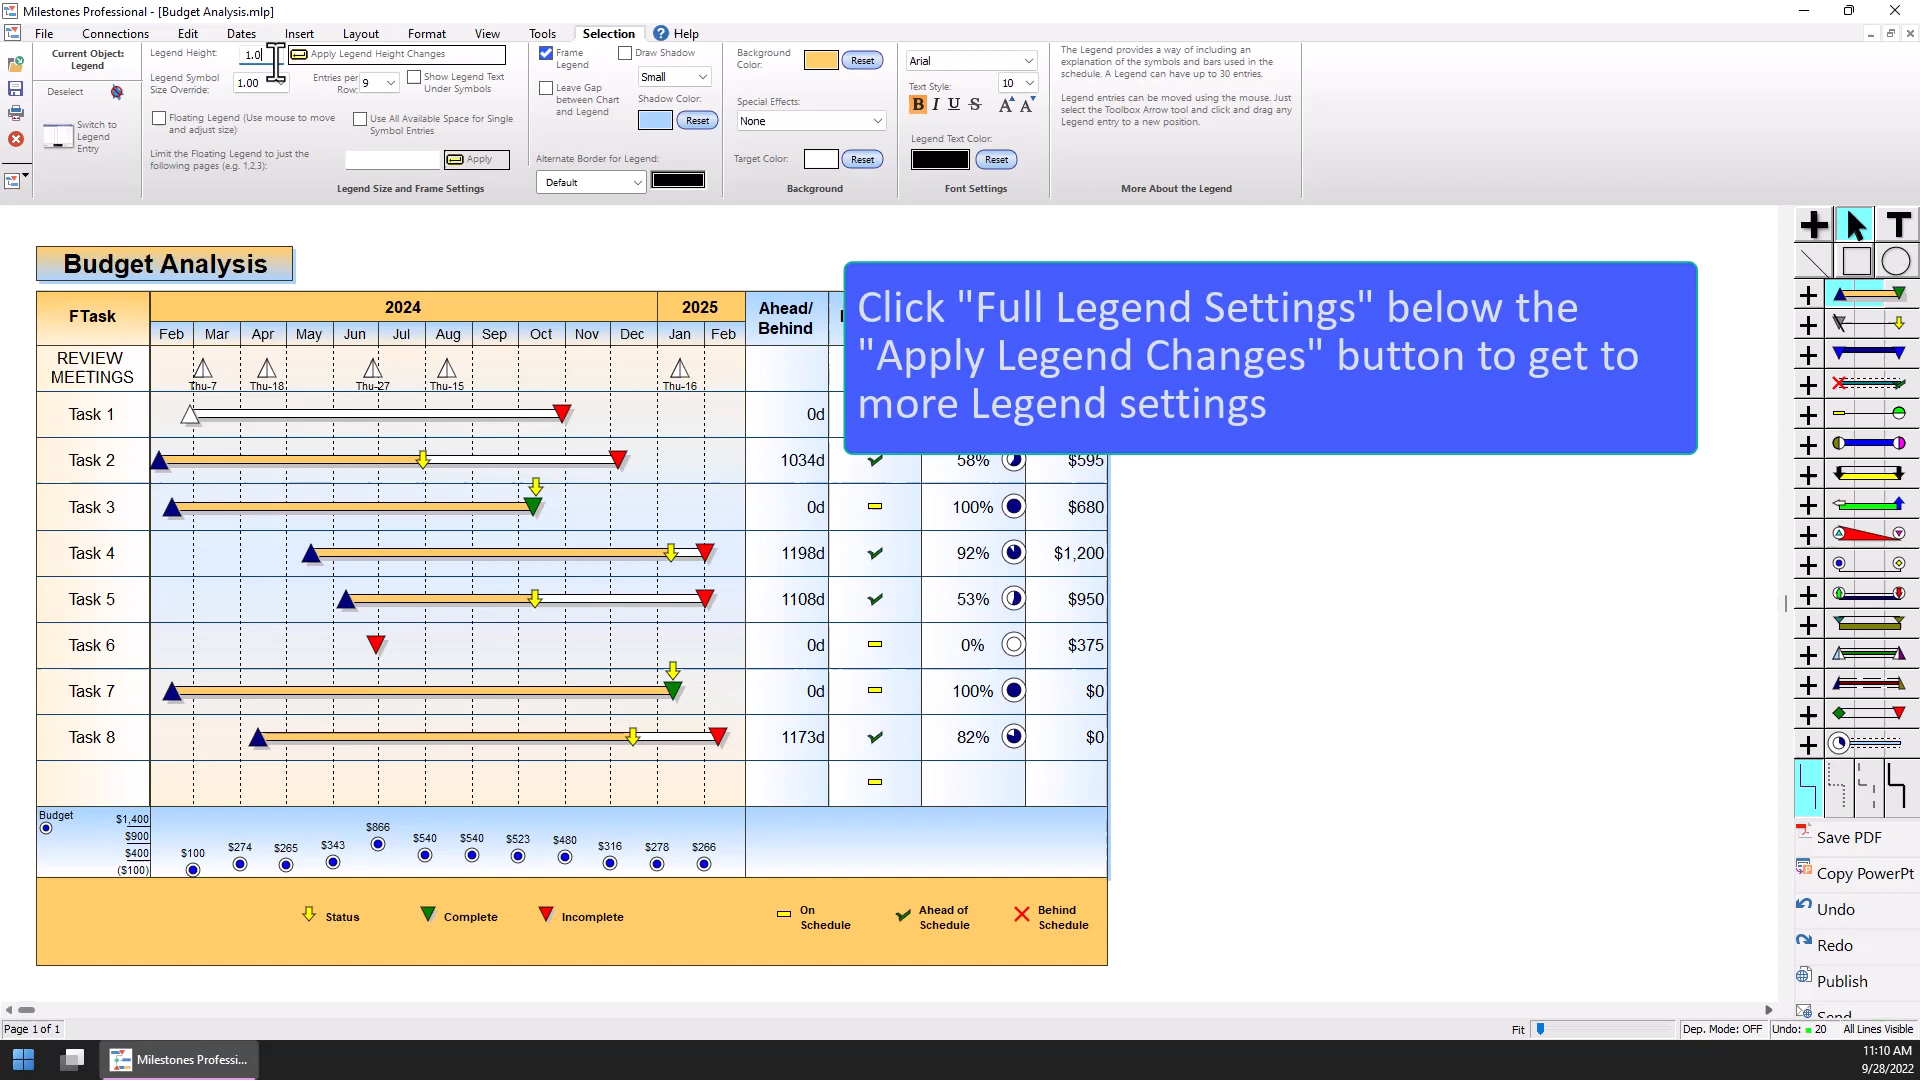 Milestones Professional - [Budget Analysis.mlp]
File Connections Edit Dates Insert Layout Format View Tools Selection Help
Current Object:
Legend
Deselect
Switch to
Legend
Entry
Legend Height: 1.0 Apply Legend Height Changes
Legend Symbol
Size Override: 1.00 Entries per
Row: 9 Show Legend Text
Under Symbols
Floating Legend (Use mouse to move
and adjust size)
Use All Available Space for Single
Symbol Entries
Limit the Floating Legend to just the
following pages (e.g. 1,2,3): Apply
Legend Size and Frame Settings
Frame
Legend
Draw Shadow
Small
Leave Gap
between Chart
and Legend
Shadow Color:
Reset
Alternate Border for Legend:
Default
Background
Color: Reset
Special Effects:
None
Target Color: Reset
Background
Arial
Text Style: 10
B I U S A A
Legend Text Color:
Reset
Font Settings
The Legend provides a way of including an
explanation of the symbols and bars used in the
schedule. A Legend can have up to 30 entries.
Legend entries can be moved using the mouse. Just
select the Toolbox Arrow tool and click and drag any
Legend entry to a new position.
More About the Legend
Budget Analysis
Click "Full Legend Settings" below the
"Apply Legend Changes" button to get to
more Legend settings
FTask 2024 2025 Ahead/
Behind
Feb Mar Apr May Jun Jul Aug Sep Oct Nov Dec Jan Feb
REVIEW
MEETINGS
Thu-7 Thu-18 Thu-27 Thu-15 Thu-16
Task 1 0d
Task 2 1034d 58% $595
Task 3 0d 100% $680
Task 4 1198d 92% $1,200
Task 5 1108d 53% $950
Task 6 0d 0% $375
Task 7 0d 100% $0
Task 8 1173d 82% $0
Budget
$1,400
$900
$400
($100)
$100 $274 $265 $343 $866 $540 $540 $523 $480 $316 $278 $266
Status Complete Incomplete On
Schedule
Ahead of
Schedule
Behind
Schedule
T
Save PDF
Copy PowerPt
Undo
Redo
Publish
Send
Page 1 of 1 Fit Dep. Mode: OFF Undo: 20 All Lines Visible
Milestones Professi...
11:10 AM
9/28/2022